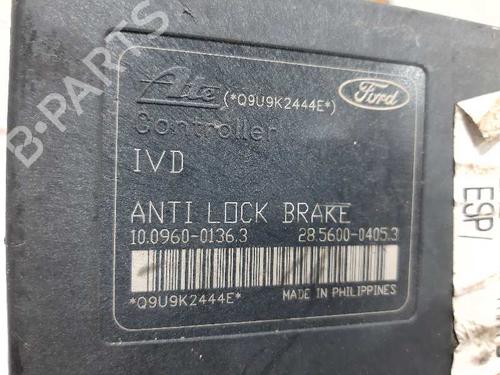 B-PARTS
Ate (*Q9U9K2444E*) Ford
Controller
IVD
ANTI LOCK BRAKE
10.0960-0136.3 28.5600-0405.3
*Q9U9K2444E* MADE IN PHILIPPINES
ESP/